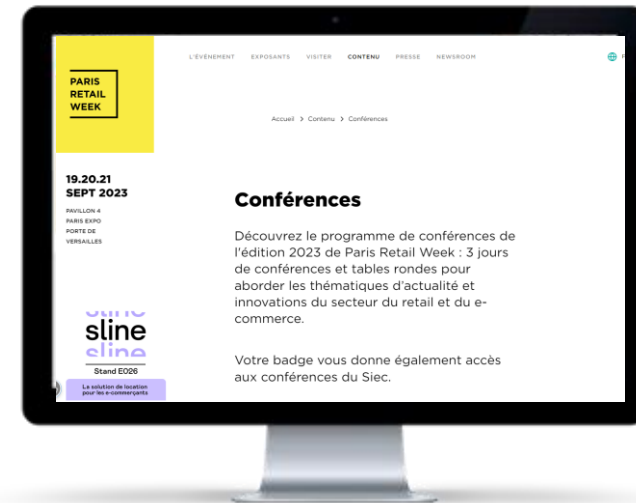 L'ÉVÉNEMENT EXPOSANTS VISITER CONTENU PRESSE NEWSROOM
PARIS
RETAIL
WEEK
Accueil > Contenu > Conférences
19.20.21
SEPT 2023
PAVILLON 4
PARIS EXPO
PORTE DE
VERSAILLES
Conférences
Découvrez le programme de conférences de
l'édition 2023 de Paris Retail Week : 3 jours
de conférences et tables rondes pour
aborder les thématiques d'actualité et
innovations du secteur du retail et du e-
commerce.
Votre badge vous donne également accès
aux conférences du Siec.
sline
sline
sline
Stand E026
La solution de location
pour les e-commerçants